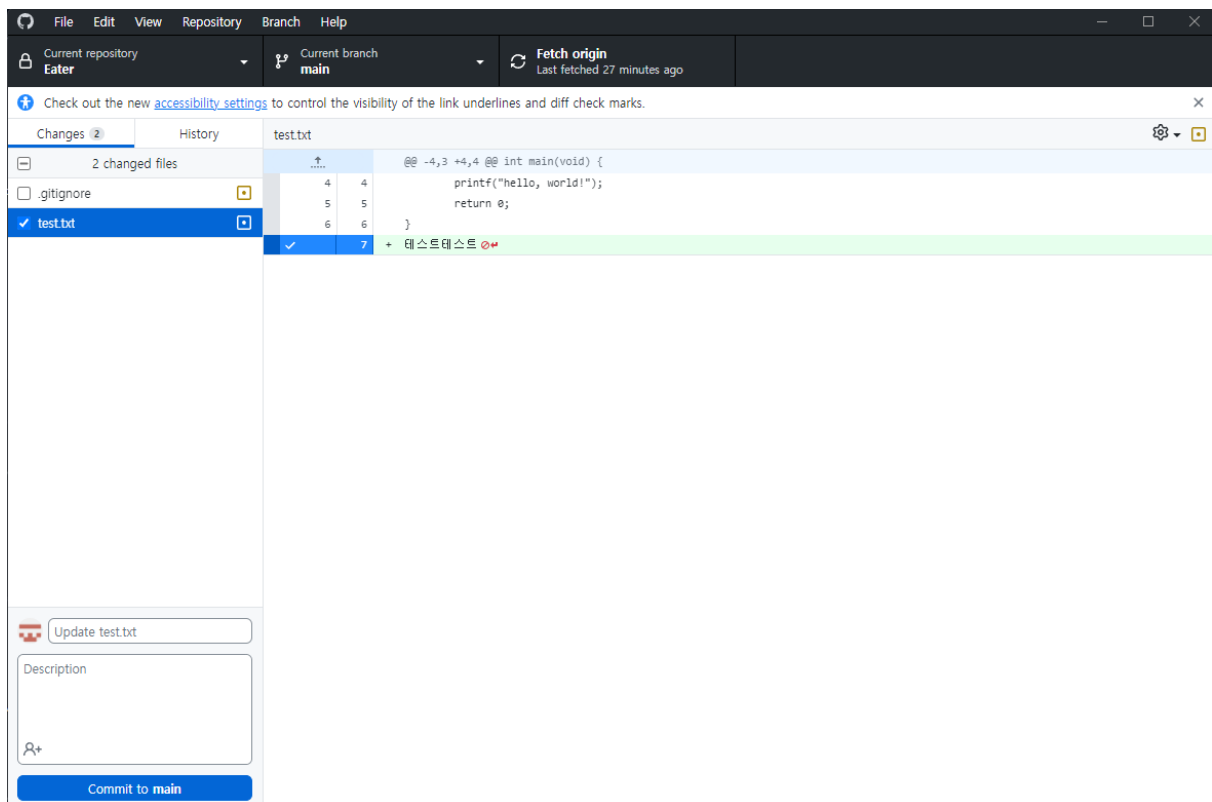 File Edit View Repository Branch Help
Current repository
Eater
Current branch
main
Fetch origin
Last fetched 27 minutes ago
Check out the new accessibility settings to control the visibility of the link underlines and diff check marks.
Changes 2 History
test.txt
2 changed files
@@ -4,3 +4,4 @@ int main(void) {
.gitignore
4 4 printf("hello, world!");
5 5 return 0;
test.txt
6 6 }
7 + 테스트테스트
Update test.txt
Description
Commit to main